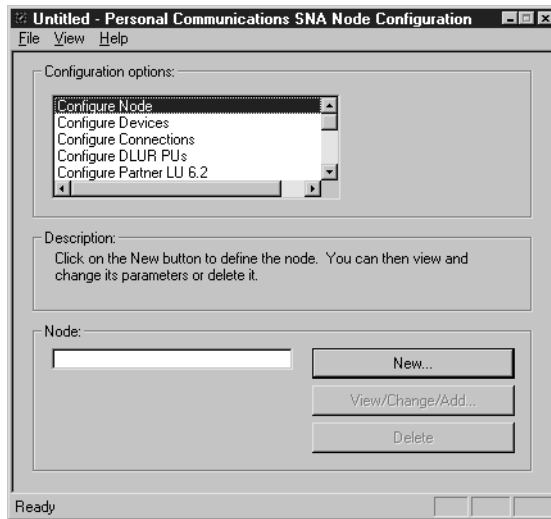 Untitled - Personal Communications SNA Node Configuration
File View Help
Configuration options:
Configure Node
Configure Devices
Configure Connections
Configure DLUR PUs
Configure Partner LU 6.2
Description:
Click on the New button to define the node. You can then view and
change its parameters or delete it.
Node:
New...
View/Change/Add...
Delete
Ready